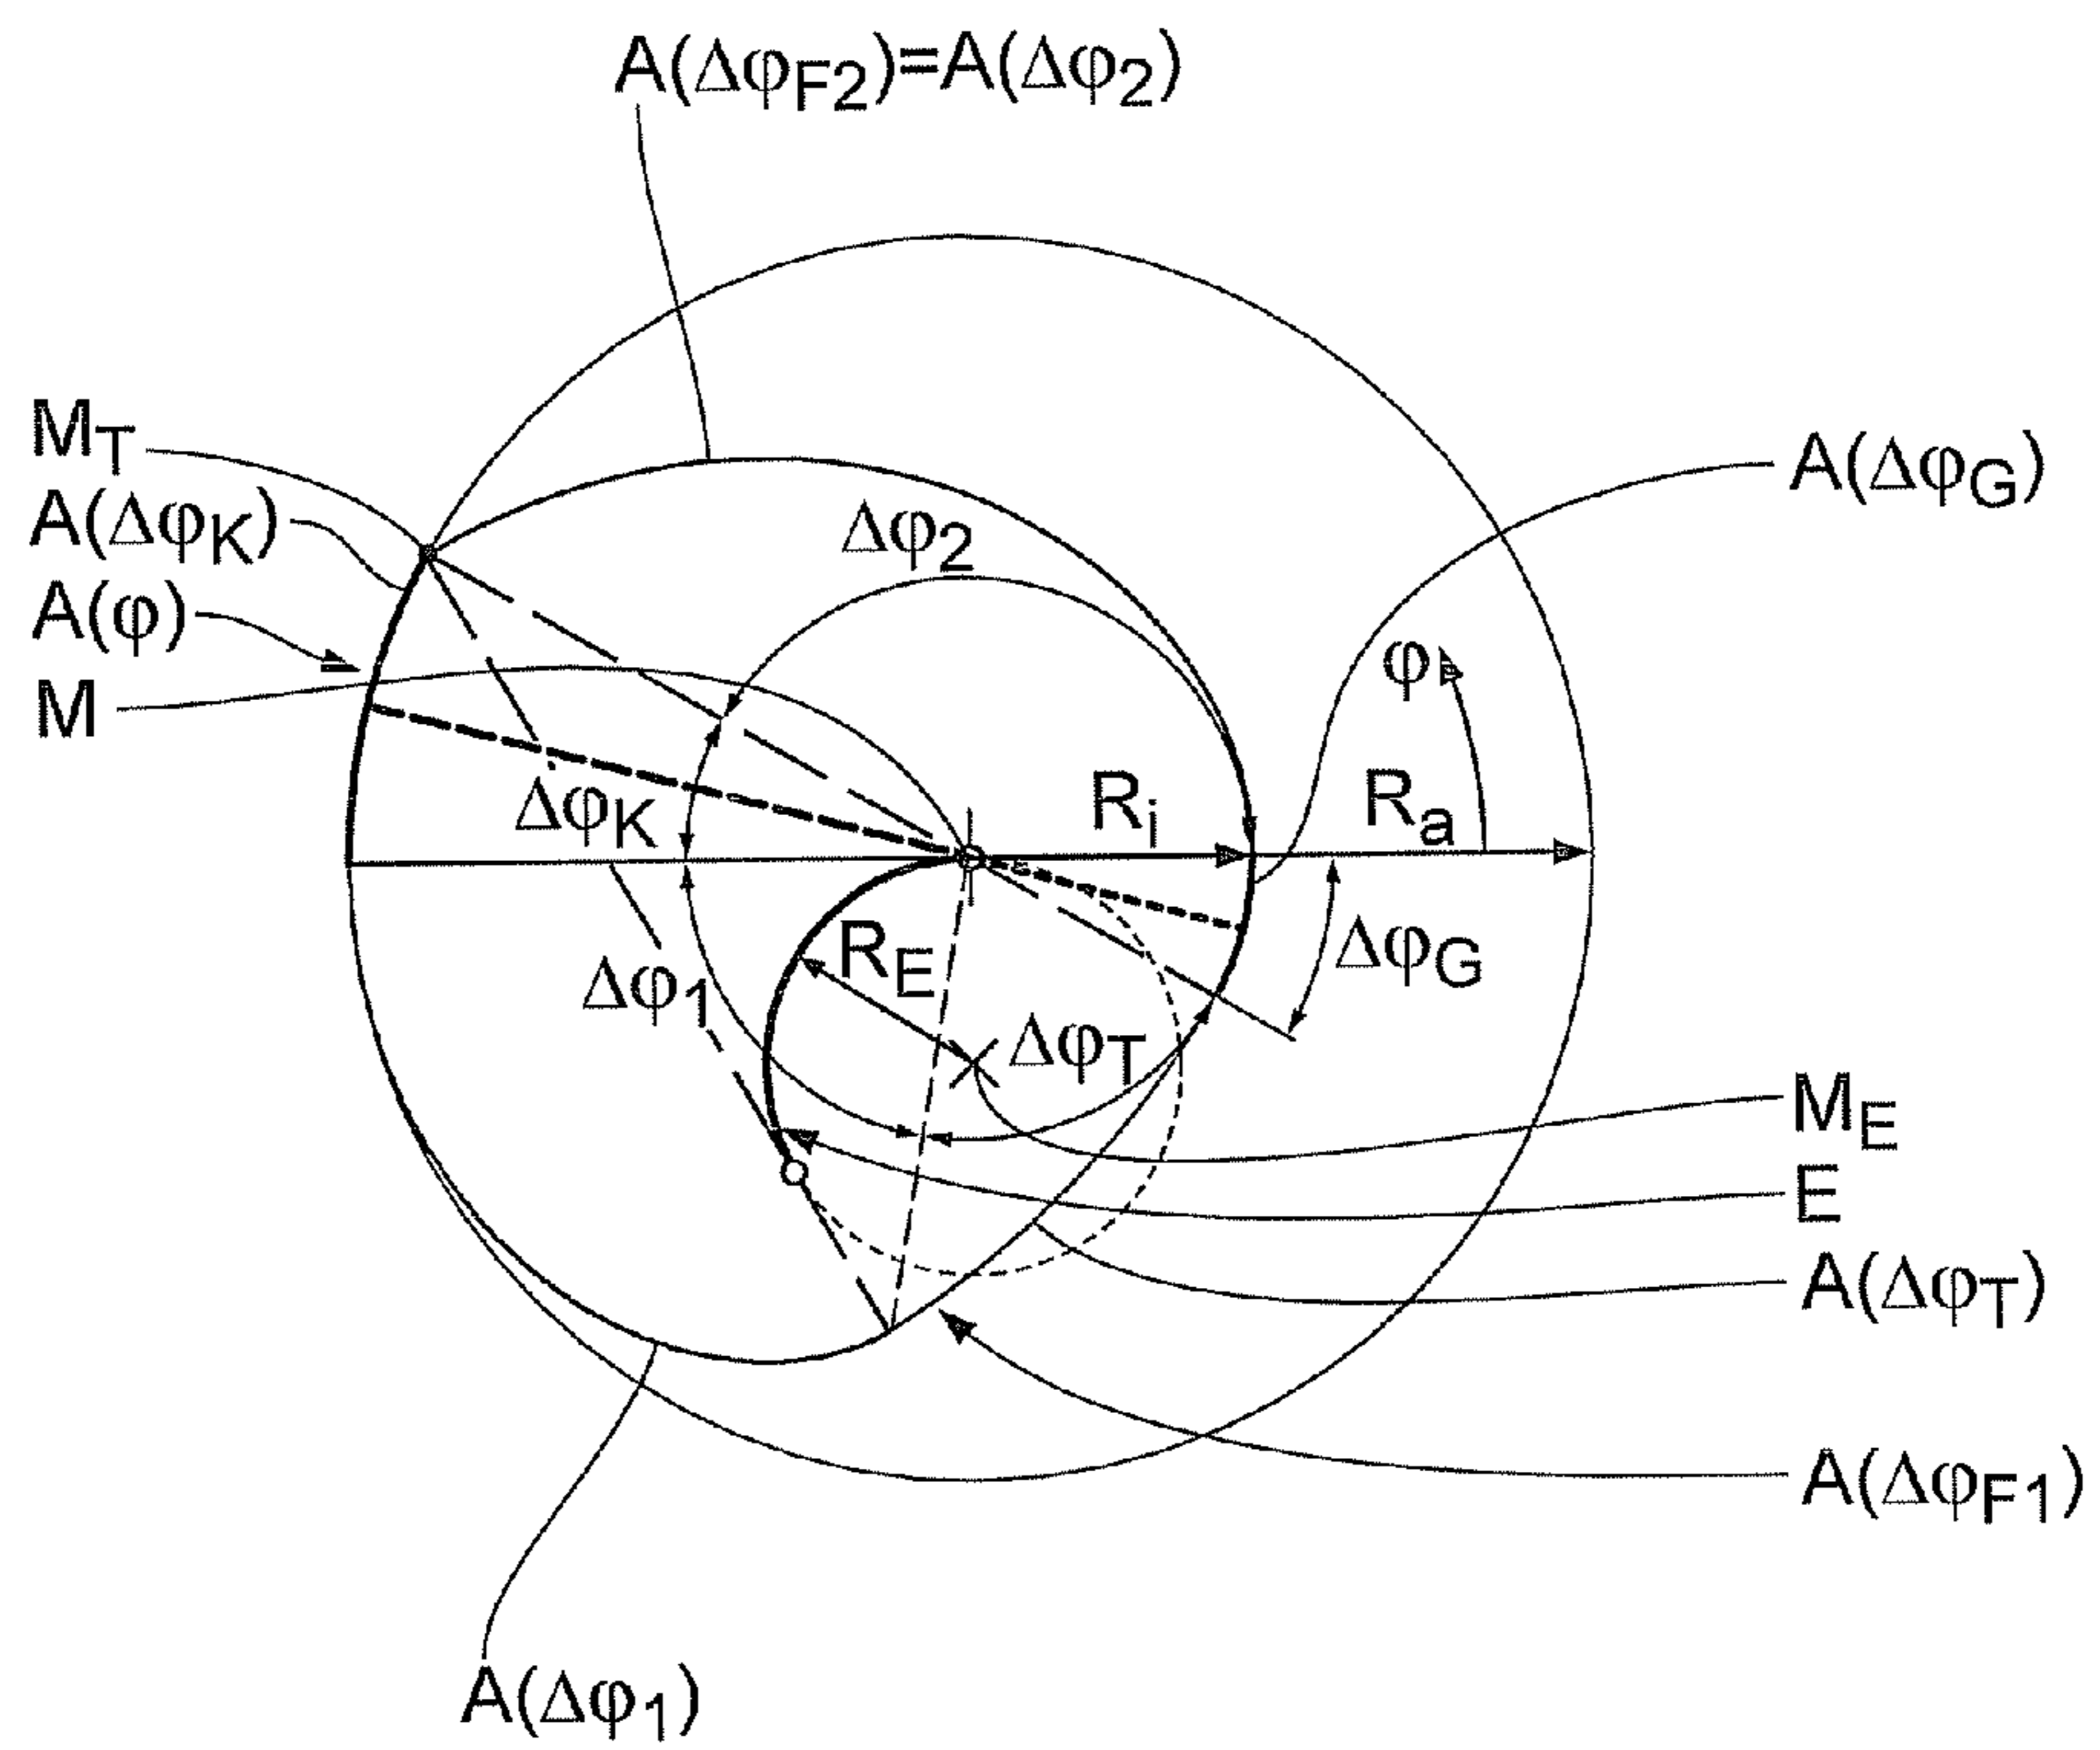 A(Δφ_F2)=A(Δφ_2)
M_T
A(Δφ_K)
A(φ)
M
Δφ_2
A(Δφ_G)
φ
R_i
R_a
Δφ_K
R_E
Δφ_G
Δφ_1
Δφ_T
M_E
E
A(Δφ_T)
A(Δφ_F1)
A(Δφ_1)